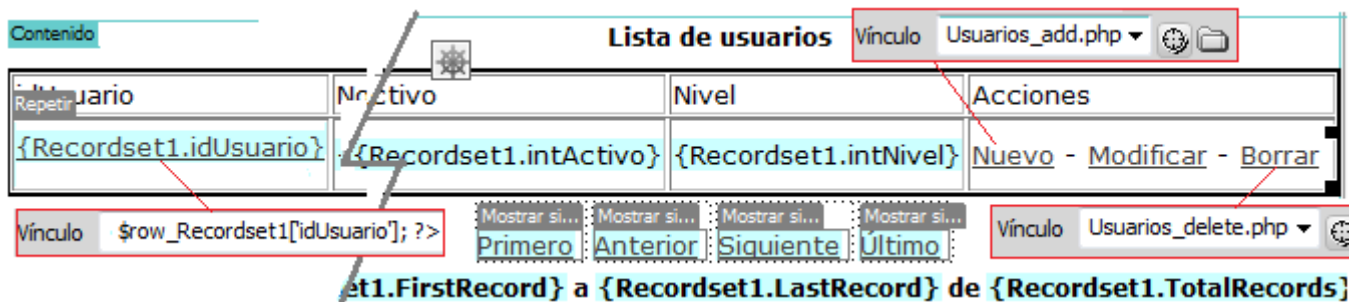 Contenido
Lista de usuarios
Vínculo Usuarios_add.php
Repetir
Nivel
Acciones
{Recordset1.idUsuario}
{Recordset1.intActivo}
{Recordset1.intNivel}
Nuevo - Modificar - Borrar
Vínculo $row_Recordset1['idUsuario']; ?>
Mostrar si... Mostrar si... Mostrar si... Mostrar si...
Primero Anterior Siguiente Último
Vínculo Usuarios_delete.php
et1.FirstRecord} a {Recordset1.LastRecord} de {Recordset1.TotalRecords}